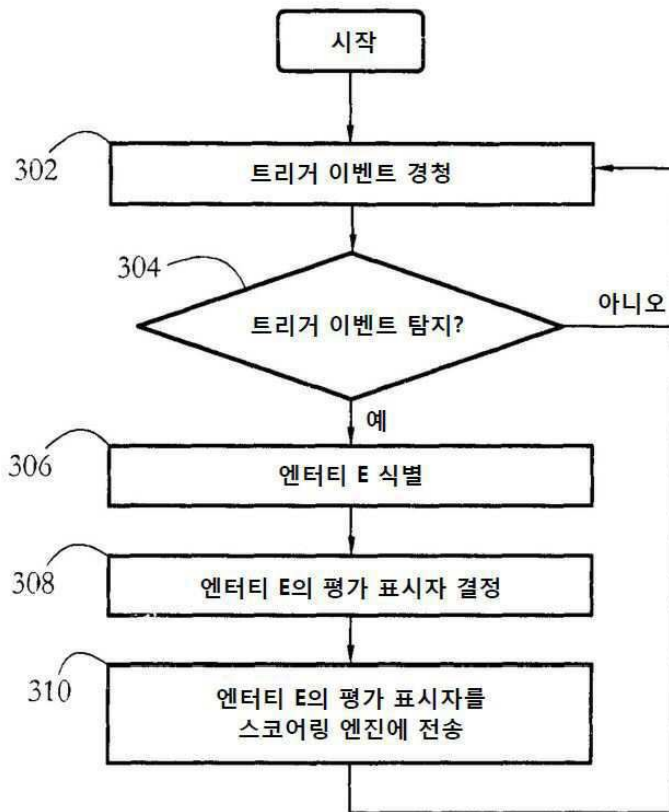 시작
302
트리거 이벤트 경청
304
트리거 이벤트 탐지?
아니오
예
306
엔터티 E 식별
308
엔터티 E의 평가 표시자 결정
310
엔터티 E의 평가 표시자를
스코어링 엔진에 전송